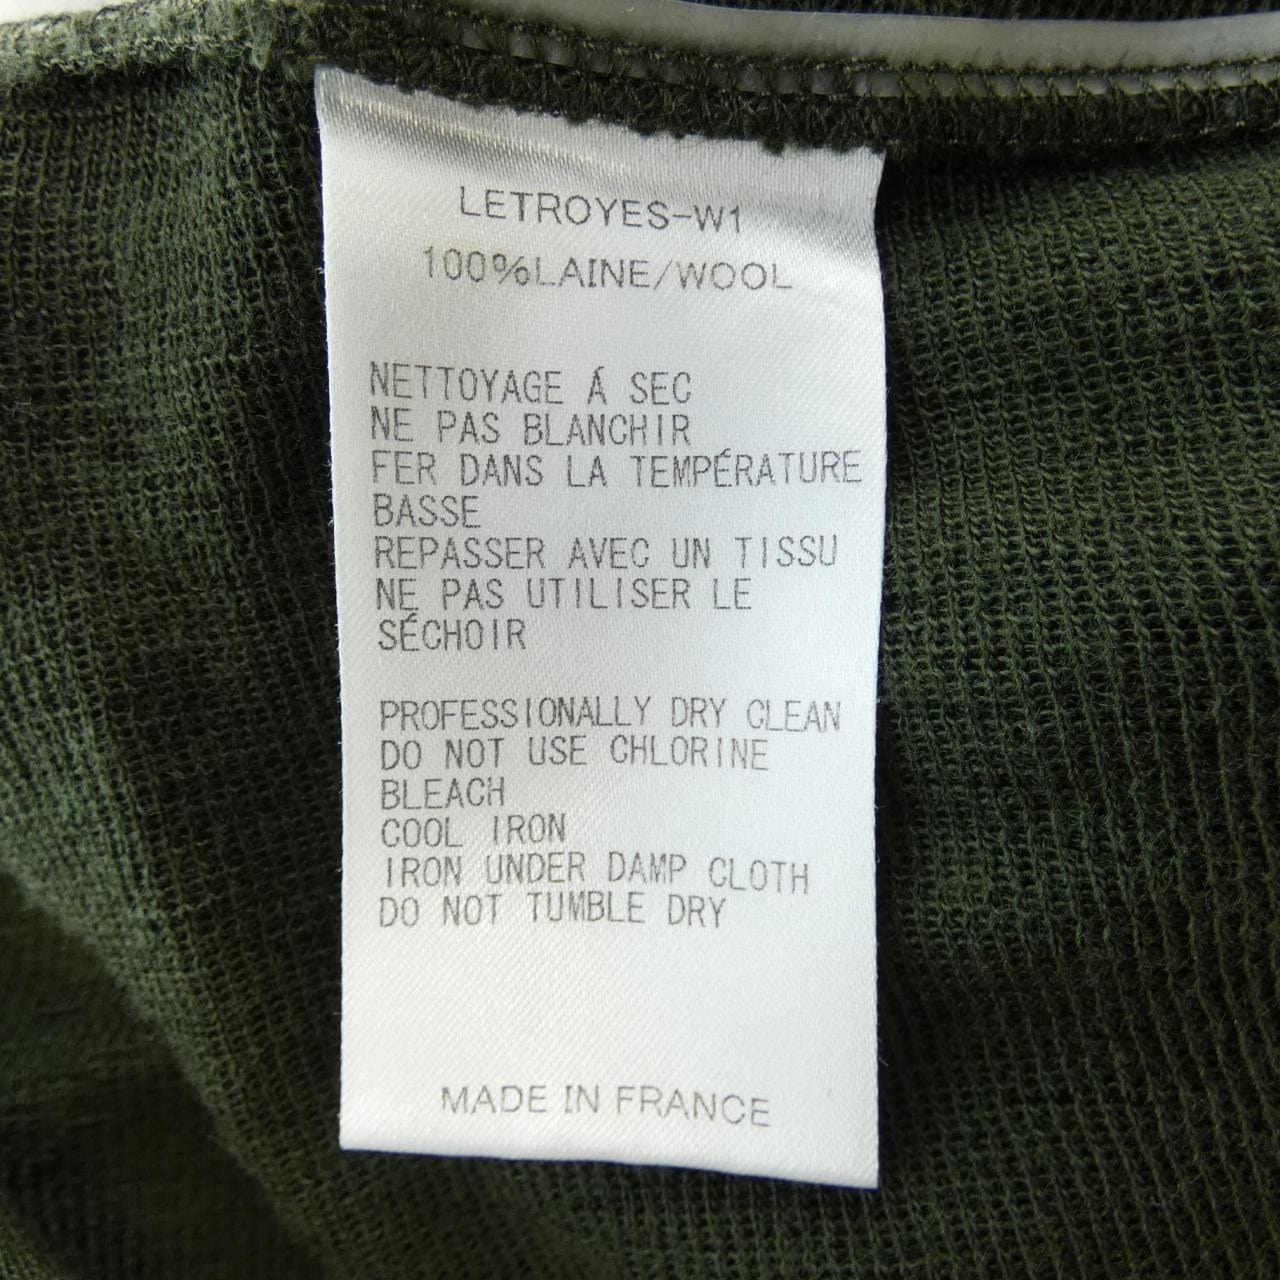 LETROYES-W1
100%LAINE/WOOL
NETTOYAGE Á SEC
NE PAS BLANCHIR
FER DANS LA TEMPÉRATURE
BASSE
REPASSER AVEC UN TISSU
NE PAS UTILISER LE
SÉCHOIR
PROFESSIONALLY DRY CLEAN
DO NOT USE CHLORINE
BLEACH
COOL IRON
IRON UNDER DAMP CLOTH
DO NOT TUMBLE DRY
MADE IN FRANCE